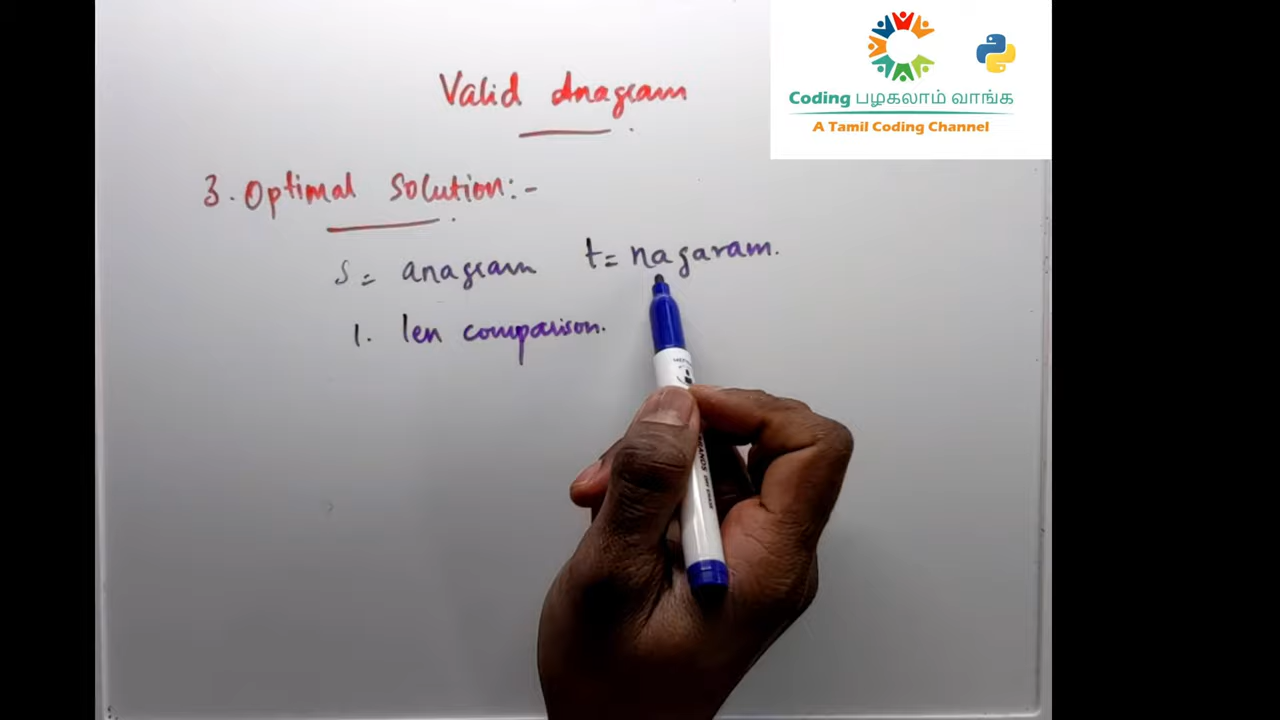 Coding பழகலாம் வாங்க
A Tamil Coding Channel
Valid Anagram
3. Optimal Solution:-
s = anagram t = nagaram.
1. len comparison.